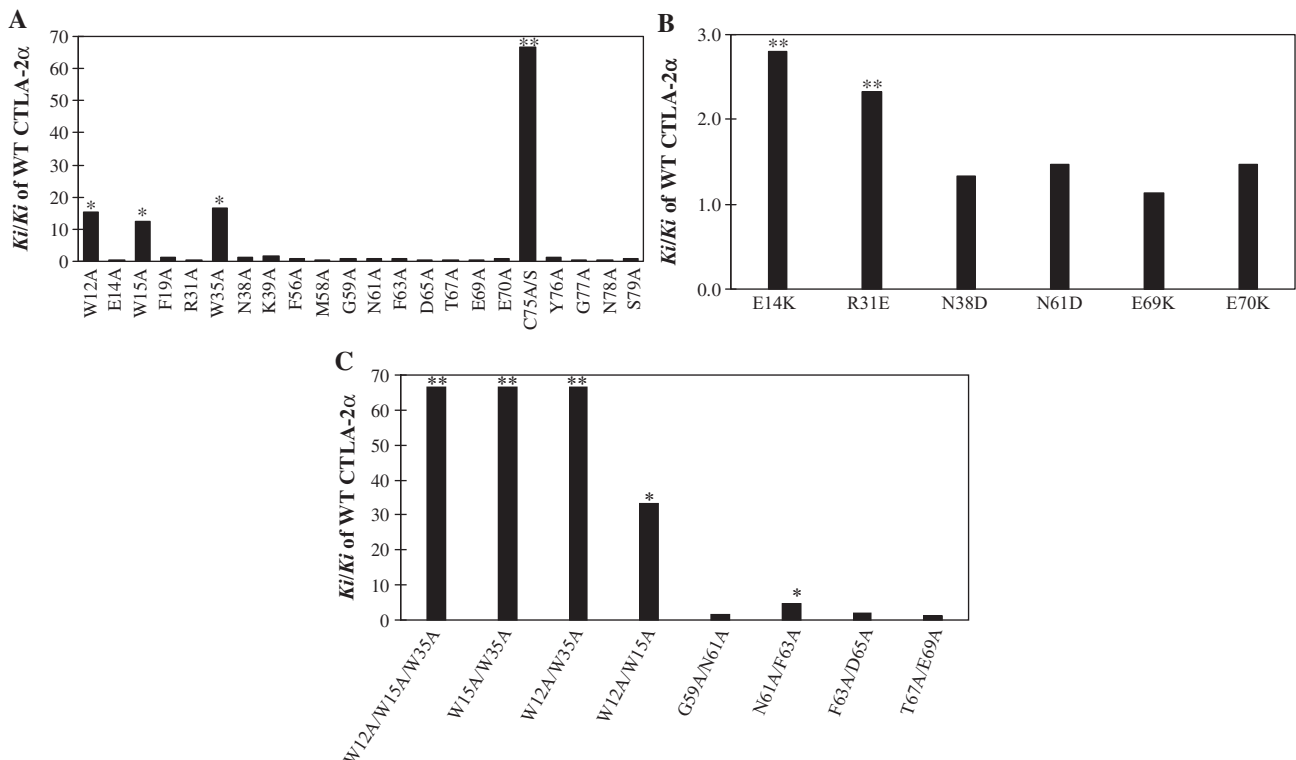 A
Ki/Ki of WT CTLA-2α
70
60
50
40
30
20
10
0
*
*
*
**
W12A
E14A
W15A
F19A
R31A
W35A
N38A
K39A
F56A
M58A
G59A
N61A
F63A
D65A
T67A
E69A
E70A
C75A/S
Y76A
G77A
N78A
S79A
B
Ki/Ki of WT CTLA-2α
3.0
2.0
1.0
0.0
**
**
E14K
R31E
N38D
N61D
E69K
E70K
C
Ki/Ki of WT CTLA-2α
70
60
50
40
30
20
10
0
**
**
**
*
*
W12A/W15A/W35A
W15A/W35A
W12A/W35A
W12A/W15A
G59A/N61A
N61A/F63A
F63A/D65A
T67A/E69A